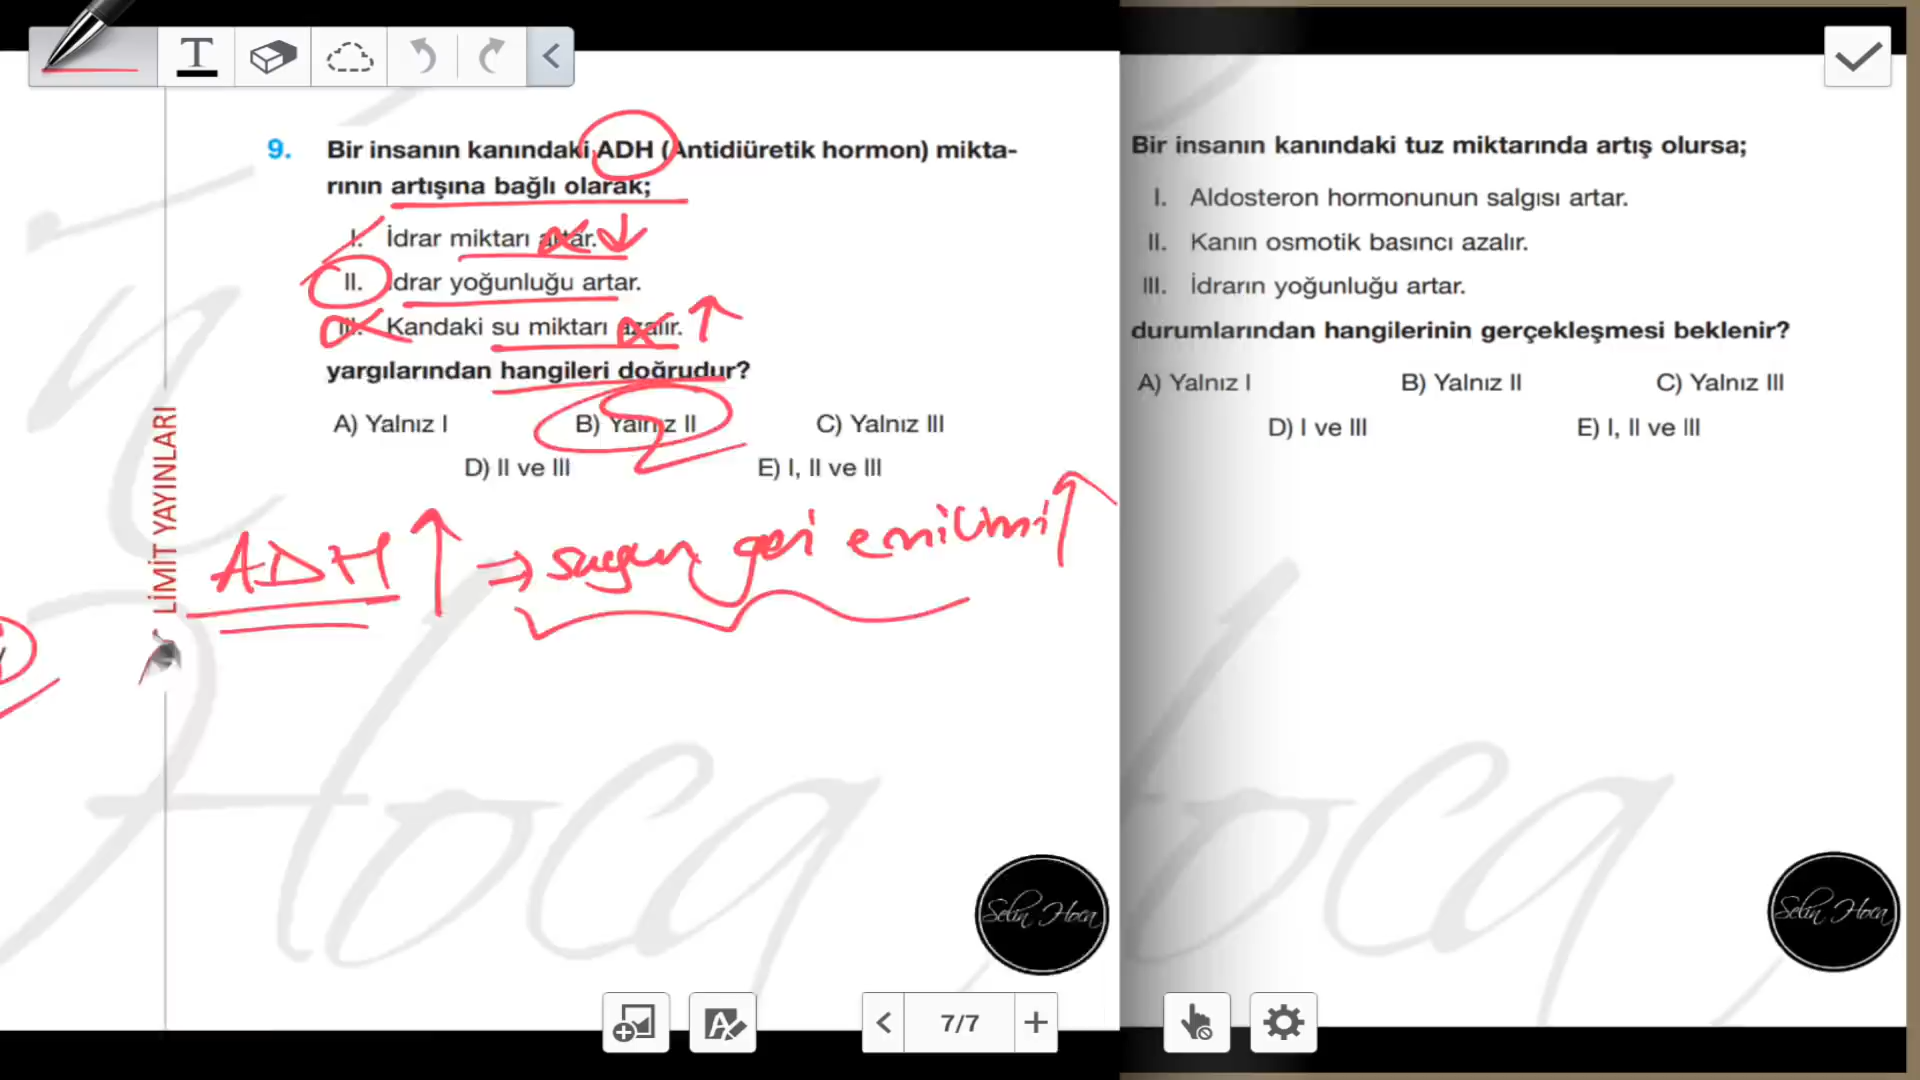 T
9. Bir insanın kanındaki ADH (Antidiüretik hormon) mikta-
rının artışına bağlı olarak;
I. İdrar miktarı artar.
II. İdrar yoğunluğu artar.
III. Kandaki su miktarı azalır.
yargılarından hangileri doğrudur?
A) Yalnız I B) Yalnız II C) Yalnız III
D) II ve III E) I, II ve III
ADH ↑ ⇒ suyun geri emilimi ↑
LİMİT YAYINLARI
Selin Hoca
7/7
Bir insanın kanındaki tuz miktarında artış olursa;
I. Aldosteron hormonunun salgısı artar.
II. Kanın osmotik basıncı azalır.
III. İdrarın yoğunluğu artar.
durumlarından hangilerinin gerçekleşmesi beklenir?
A) Yalnız I B) Yalnız II C) Yalnız III
D) I ve III E) I, II ve III
Selin Hoca